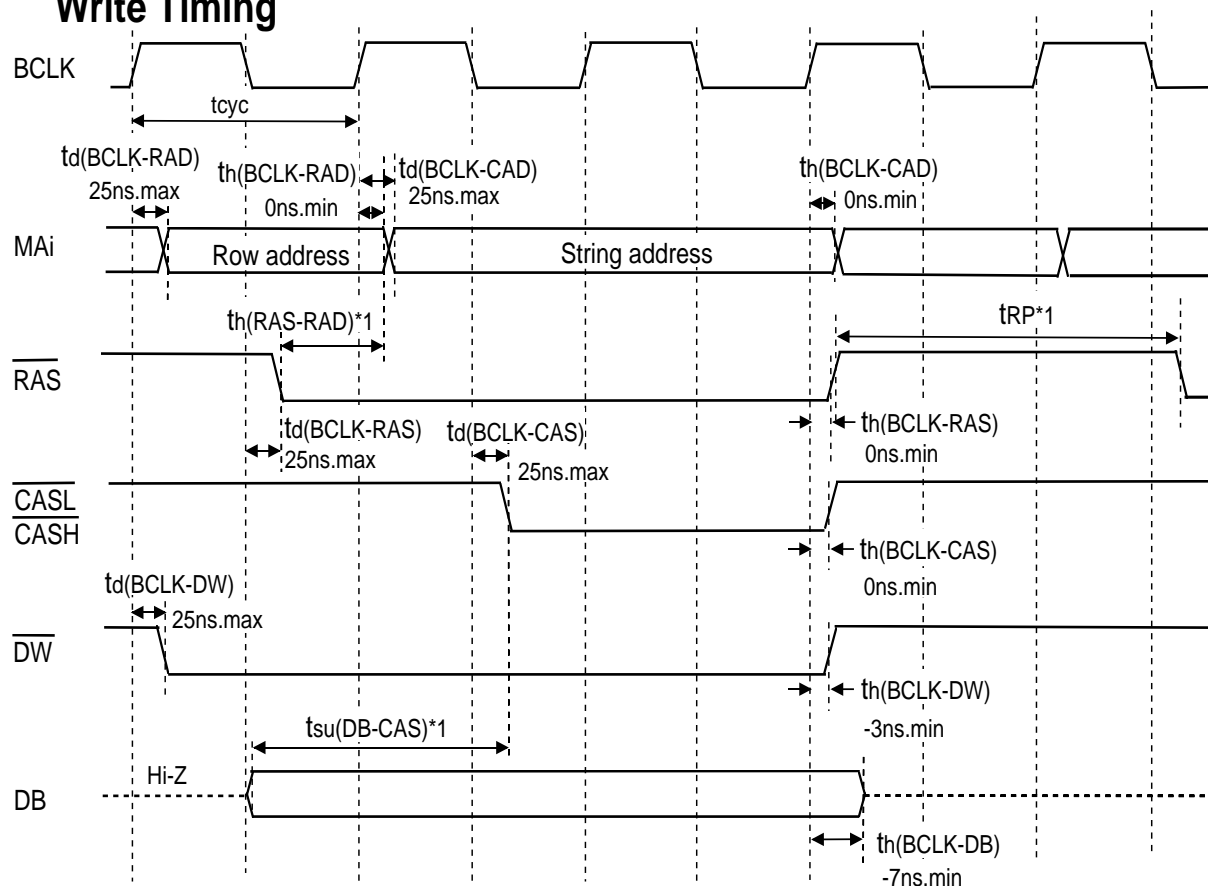 Write Timing
BCLK
tcyc
td(BCLK-RAD)
25ns.max
th(BCLK-RAD)
0ns.min
td(BCLK-CAD)
25ns.max
th(BCLK-CAD)
0ns.min
MAi
Row address
String address
th(RAS-RAD)*1
tRP*1
RAS
td(BCLK-RAS)
25ns.max
td(BCLK-CAS)
25ns.max
th(BCLK-RAS)
0ns.min
CASL
CASH
th(BCLK-CAS)
0ns.min
td(BCLK-DW)
25ns.max
DW
th(BCLK-DW)
-3ns.min
tsu(DB-CAS)*1
Hi-Z
DB
th(BCLK-DB)
-7ns.min